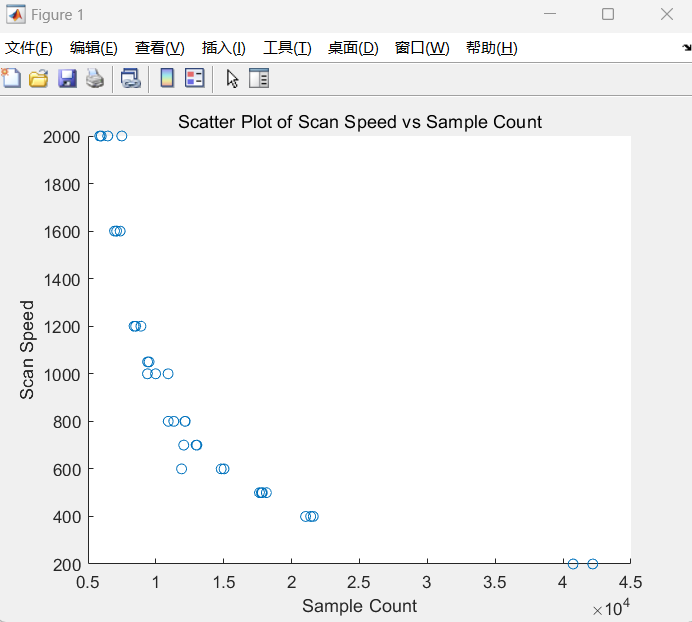 Figure 1
文件(F) 编辑(E) 查看(V) 插入(I) 工具(T) 桌面(D) 窗口(W) 帮助(H)
Scatter Plot of Scan Speed vs Sample Count
2000
1800
1600
1400
1200
1000
800
600
400
200
Scan Speed
0.5 1 1.5 2 2.5 3 3.5 4 4.5
Sample Count
×10⁴